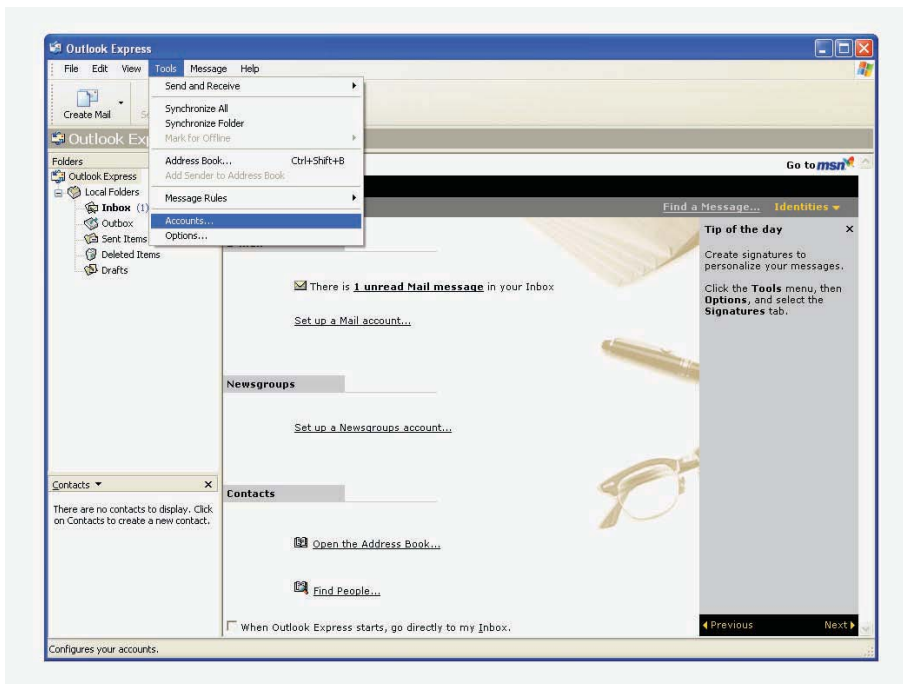 Outlook Express
File Edit View Tools Message Help
Create Mail
Send and Receive
Synchronize All
Synchronize Folder
Mark for Offline
Address Book... Ctrl+Shift+B
Add Sender to Address Book
Message Rules
Accounts...
Options...
Outlook Ex
Go to msn
Find a Message... Identities
Folders
Outlook Express
Local Folders
Inbox (1)
Outbox
Sent Items
Deleted Items
Drafts
There is 1 unread Mail message in your Inbox
Set up a Mail account...
Newsgroups
Set up a Newsgroups account...
Contacts
Open the Address Book...
Find People...
When Outlook Express starts, go directly to my Inbox.
Tip of the day x
Create signatures to
personalize your messages.
Click the Tools menu, then
Options, and select the
Signatures tab.
Previous Next
Contacts x
There are no contacts to display. Click
on Contacts to create a new contact.
Configures your accounts.